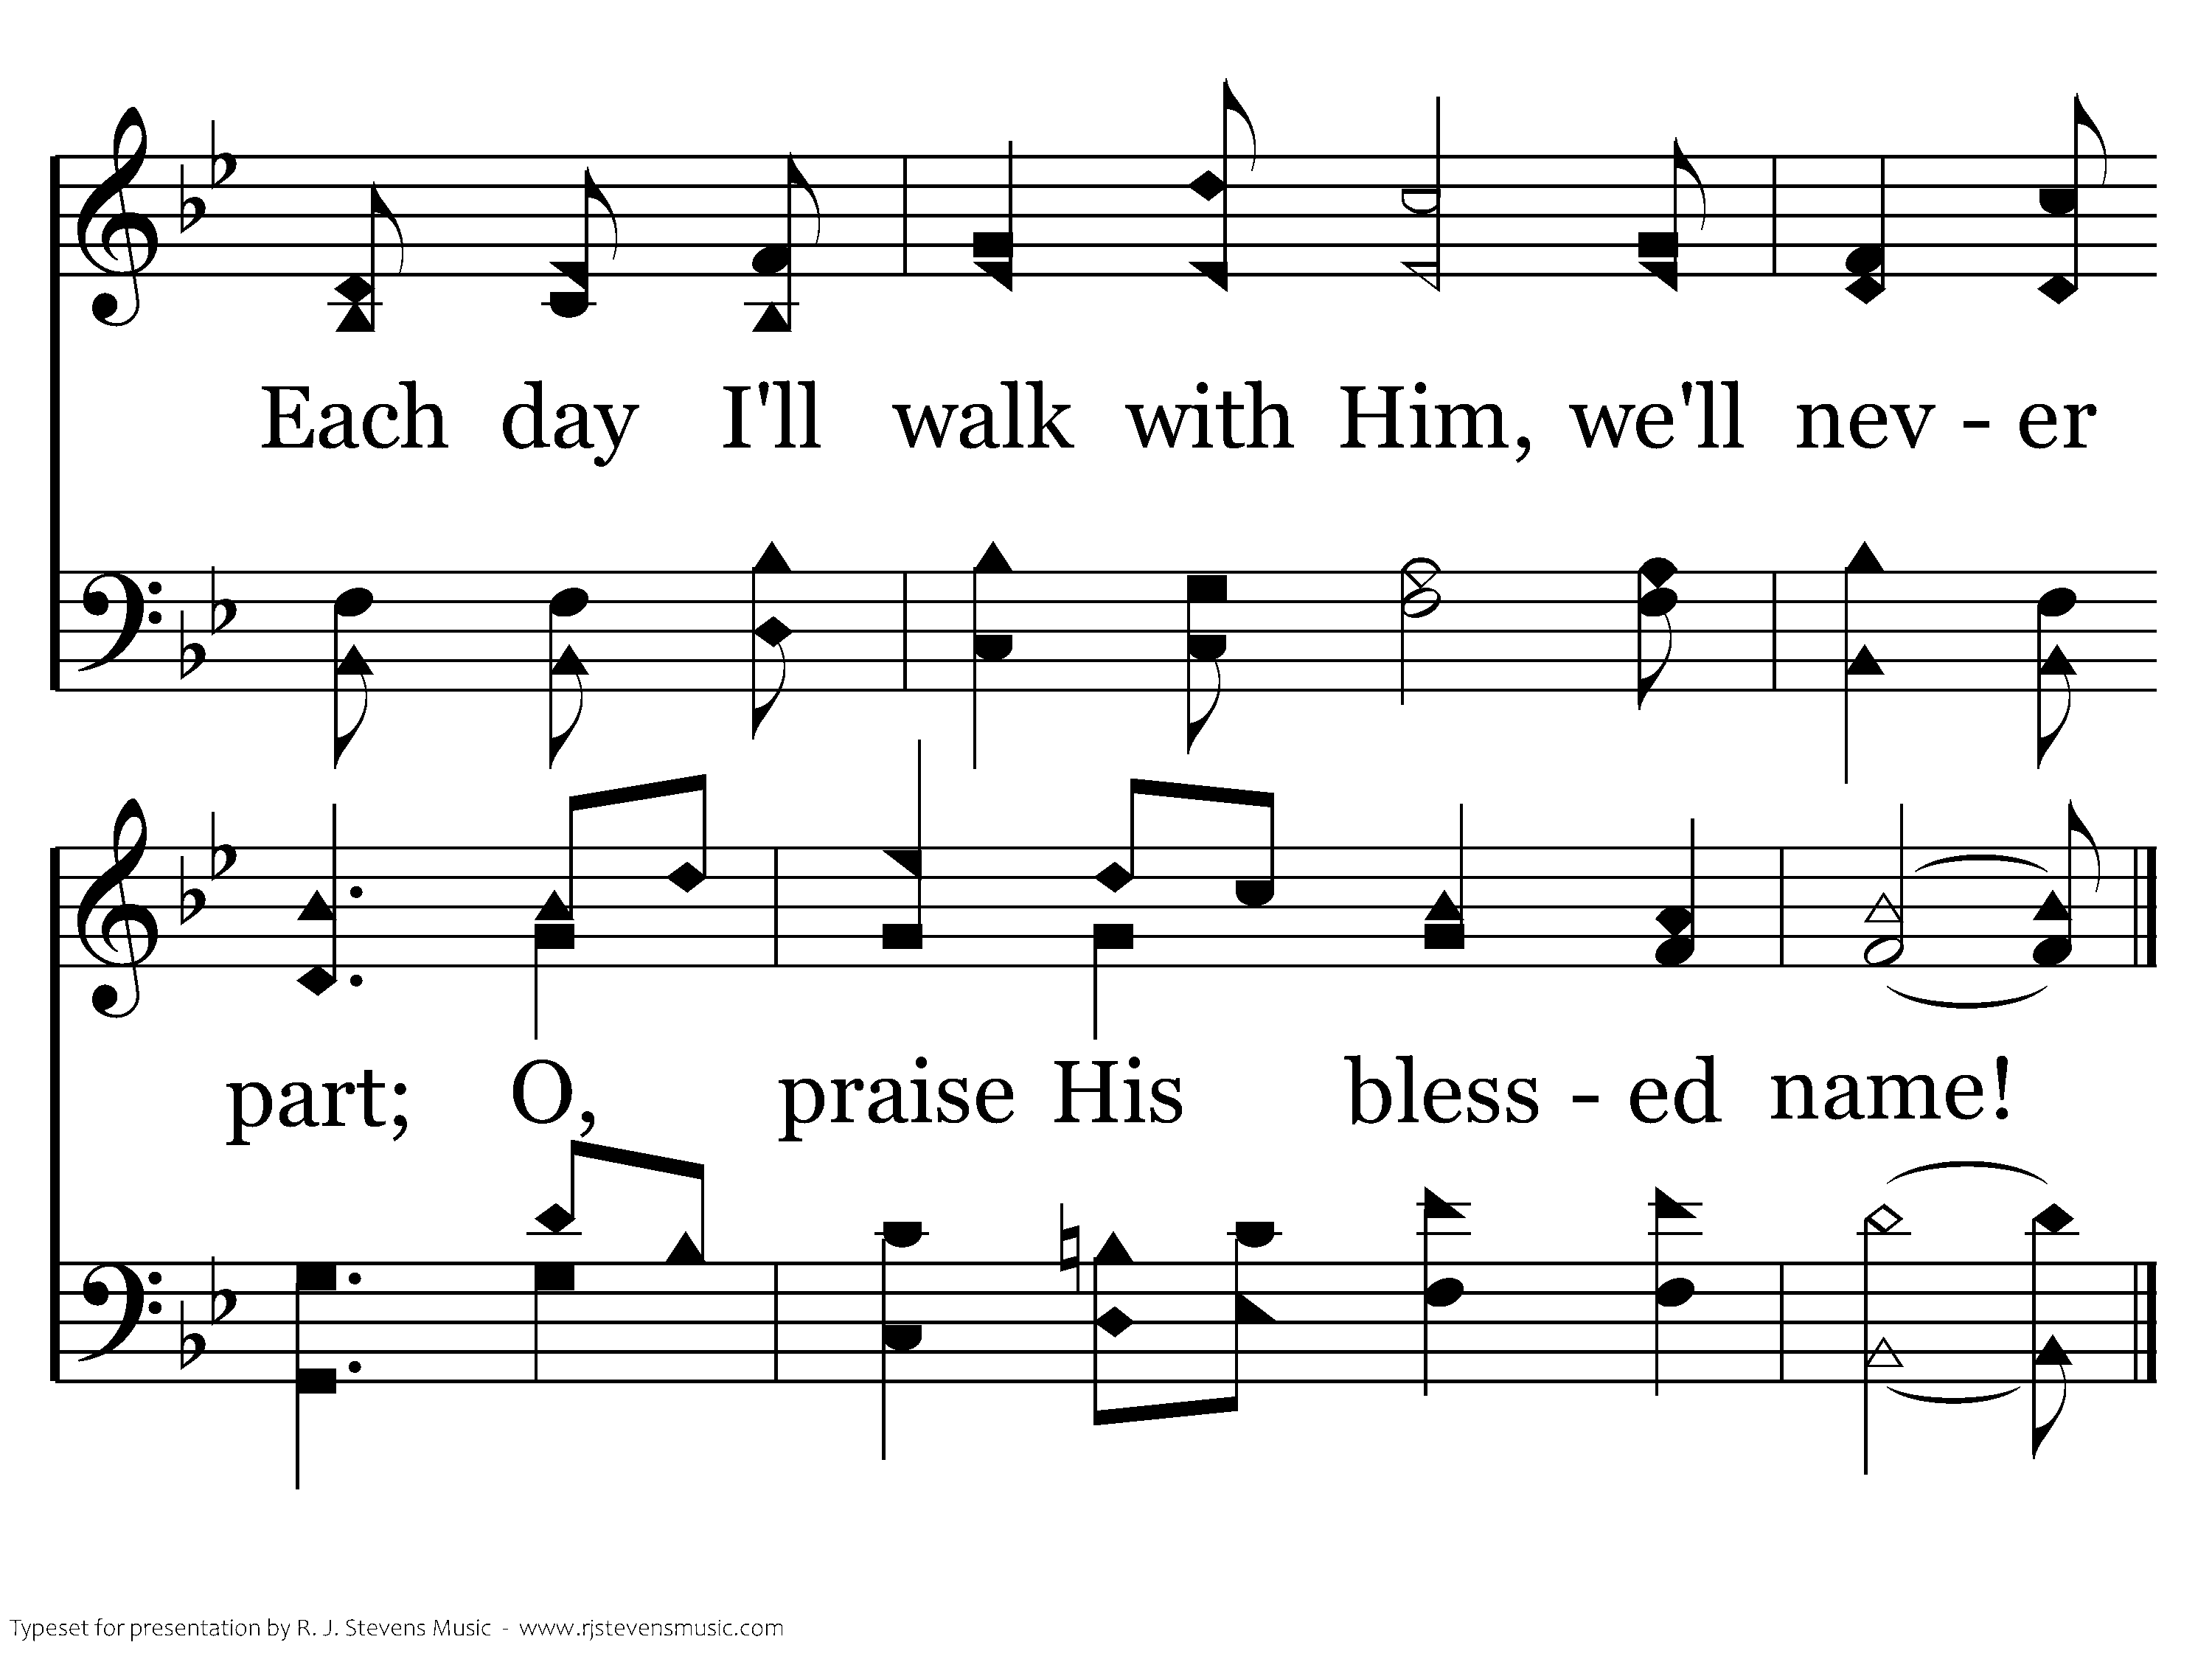 Each day I'll walk with Him, we'll nev - er
part; O, praise His bless - ed name!
Typeset for presentation by R. J. Stevens Music - www.rjstevensmusic.com